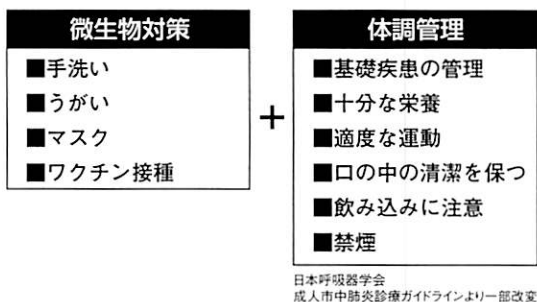 微生物対策
■手洗い
■うがい
■マスク
■ワクチン接種
+
体調管理
■基礎疾患の管理
■十分な栄養
■適度な運動
■口の中の清潔を保つ
■飲み込みに注意
■禁煙
日本呼吸器学会
成人市中肺炎診療ガイドラインより一部改変